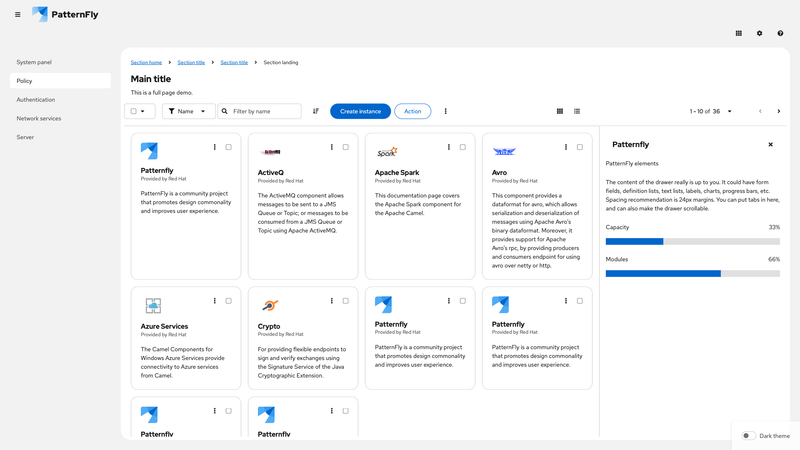 PatternFly
System panel
Policy
Authentication
Network services
Server
Section home
Section title
Section title
Section landing
Main title
This is a full page demo.
Name
Filter by name
Create instance
Action
1 - 10 of 36
Patternfly
Provided by Red Hat
PatternFly is a community project
that promotes design commonality
and improves user experience.
ActiveQ
Provided by Red Hat
The ActiveMQ component allows
messages to be sent to a JMS
Queue or Topic; or messages to be
consumed from a JMS Queue or
Topic using Apache ActiveMQ.
Spark
Apache Spark
Provided by Red Hat
This documentation page covers
the Apache Spark component for
the Apache Camel.
Avro
Provided by Red Hat
This component provides a
dataformat for avro, which allows
serialization and deserialization of
messages using Apache Avro's
binary dataformat. Moreover, it
provides support for Apache
Avro's rpc, by providing producers
and consumers endpoint for using
avro over netty or http.
Azure Services
Provided by Red Hat
The Camel Components for
Windows Azure Services provide
connectivity to Azure services
from Camel.
Crypto
Provided by Red Hat
For providing flexible endpoints to
sign and verify exchanges using
the Signature Service of the Java
Cryptographic Extension.
Patternfly
Provided by Red Hat
PatternFly is a community project
that promotes design commonality
and improves user experience.
Patternfly
Provided by Red Hat
PatternFly is a community project
that promotes design commonality
and improves user experience.
Patternfly
Patternfly
Patternfly
PatternFly elements
The content of the drawer really is up to you. It could have form
fields, definition lists, text lists, labels, charts, progress bars, etc.
Spacing recommendation is 24px margins. You can put tabs in here,
and can also make the drawer scrollable.
Capacity
33%
Modules
66%
Dark theme